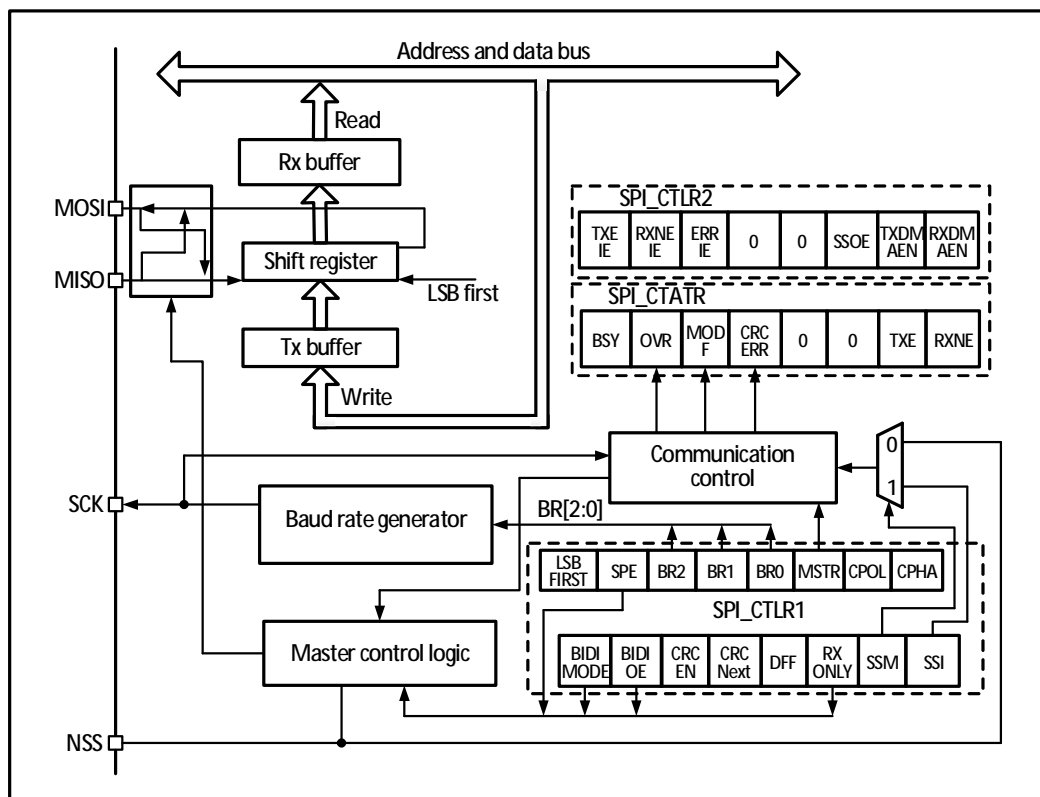 Address and data bus
Read
Rx buffer
MOSI
SPI_CTLR2
TXE
IE
RXNE
IE
ERR
IE
0
0
SSOE
TXDM
AEN
RXDM
AEN
Shift register
MISO
LSB first
SPI_CTATR
Tx buffer
BSY
OVR
MOD
F
CRC
ERR
0
0
TXE
RXNE
Write
Communication
control
0
1
SCK
Baud rate generator
BR[2:0]
LSB
FIRST
SPE
BR2
BR1
BR0
MSTR
CPOL
CPHA
SPI_CTLR1
Master control logic
BIDI
MODE
BIDI
OE
CRC
EN
CRC
Next
DFF
RX
ONLY
SSM
SSI
NSS